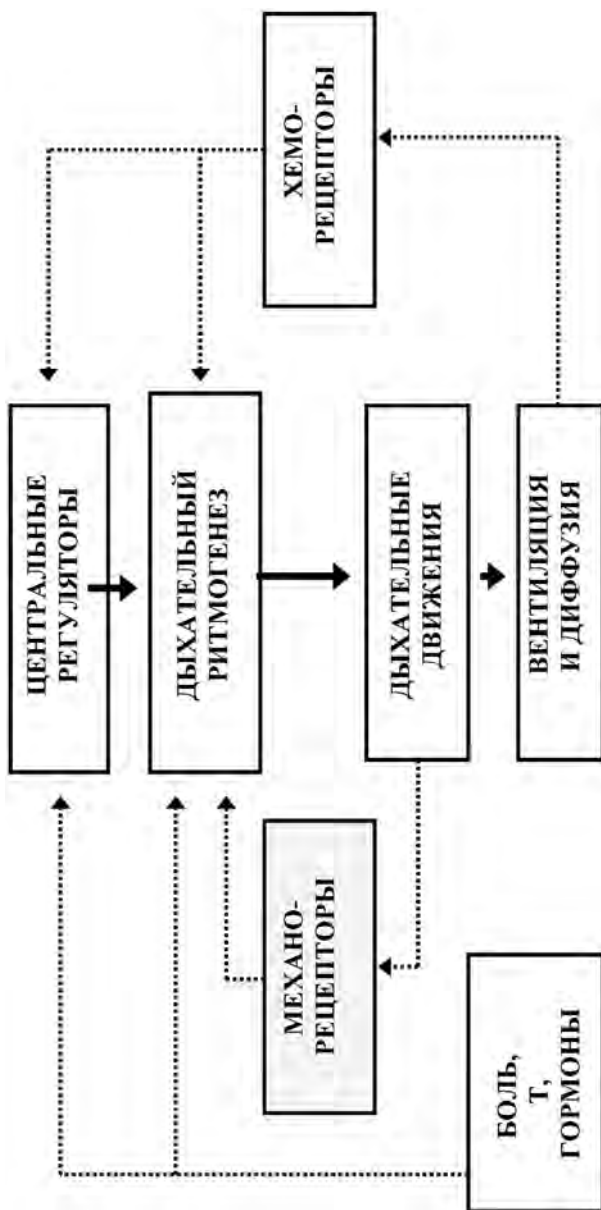 ЦЕНТРАЛЬНЫЕ
РЕГУЛЯТОРЫ
ДЫХАТЕЛЬНЫЙ
РИТМОГЕНЕЗ
ХЕМО-
РЕЦЕПТОРЫ
МЕХАНО-
РЕЦЕПТОРЫ
ДЫХАТЕЛЬНЫЕ
ДВИЖЕНИЯ
ВЕНТИЛЯЦИЯ
И ДИФФУЗИЯ
БОЛЬ,
Т,
ГОРМОНЫ